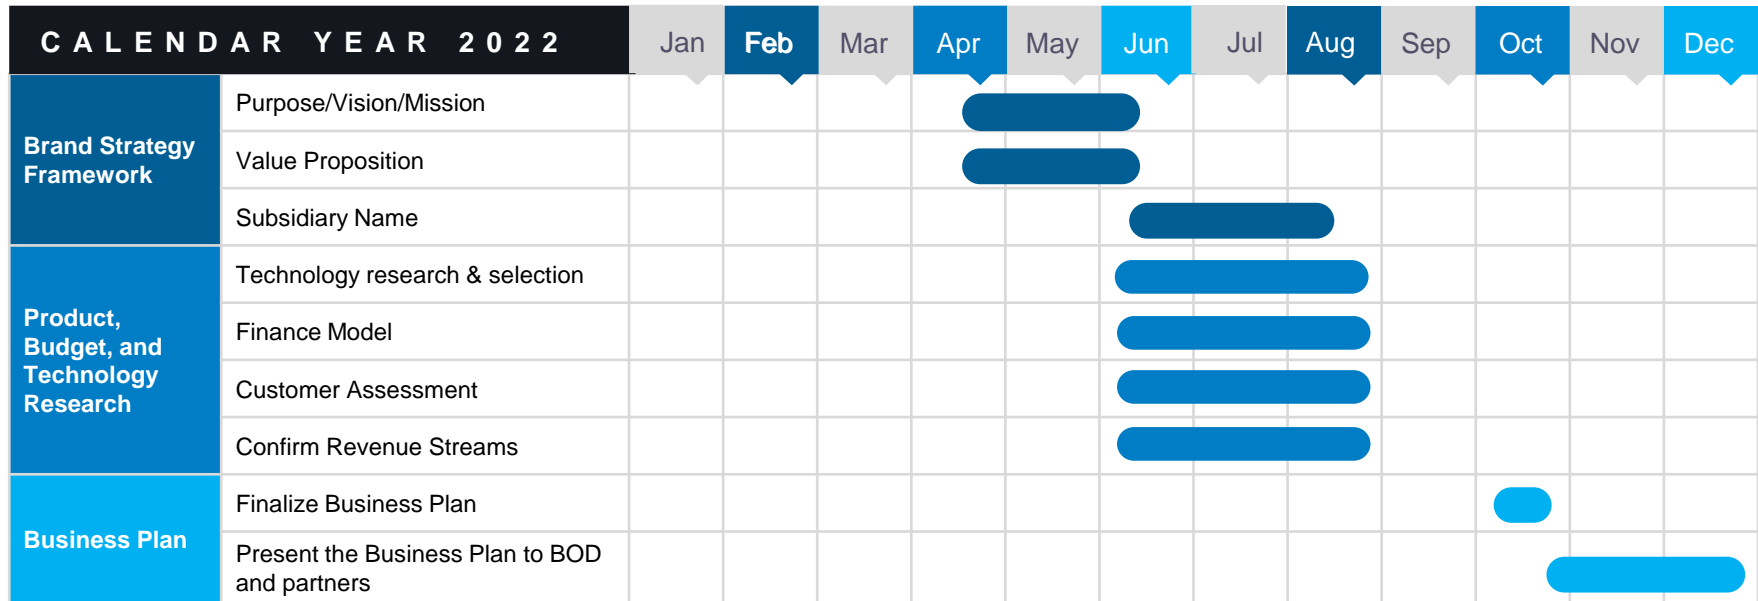 CALENDAR YEAR 2022 Jan Feb Mar Apr May Jun Jul Aug Sep Oct Nov Dec
Brand Strategy
Framework
Purpose/Vision/Mission
Value Proposition
Subsidiary Name
Product,
Budget, and
Technology
Research
Technology research & selection
Finance Model
Customer Assessment
Confirm Revenue Streams
Business Plan
Finalize Business Plan
Present the Business Plan to BOD
and partners